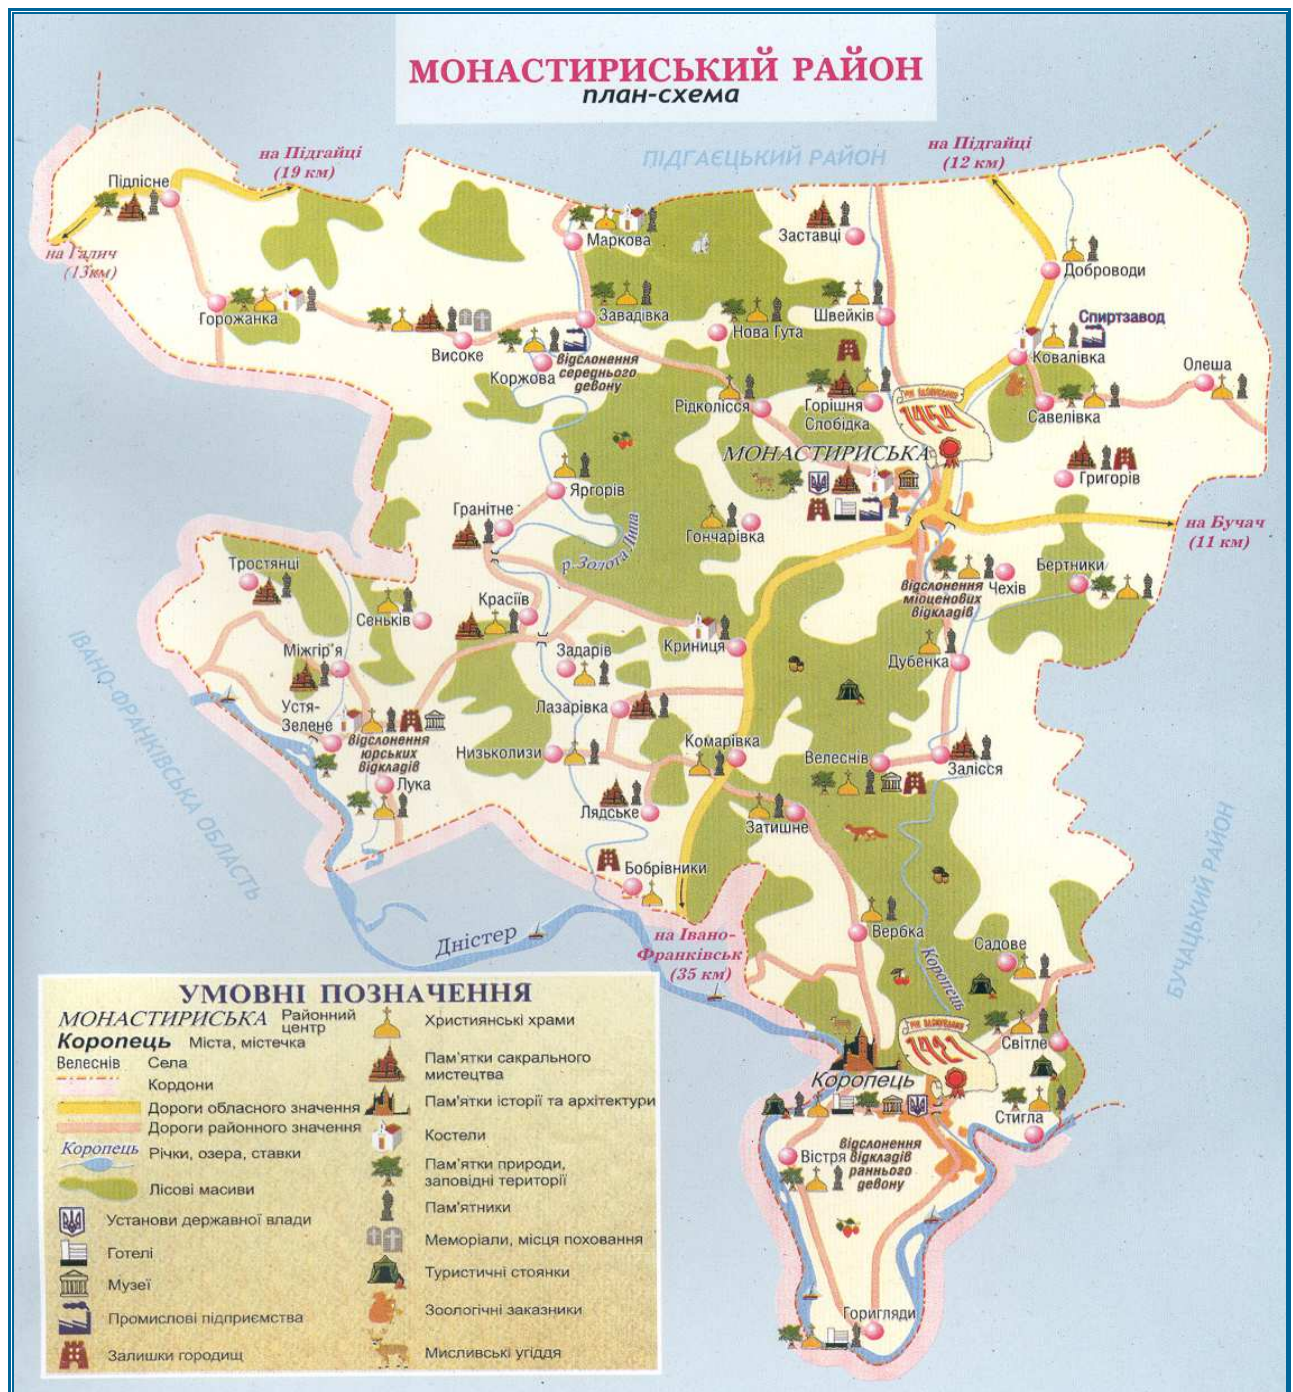 МОНАСТИРИСЬКИЙ РАЙОН
план-схема
ПІДГАЄЦЬКИЙ РАЙОН
на Підгайці
(19 км)
на Підгайці
(12 км)
Підлісне
на Галич
(13км)
Маркова
Заставці
Доброводи
Горожанка
Завадівка
Нова Гута
Швейків
Спиртзавод
Високе
Коржова
відслонення
середнього
девону
Ковалівка
Олеша
Рідколісся
Горішня
Слобідка
рік заснування
1454
Савелівка
МОНАСТИРИСЬКА
Григорів
Яргорів
Гранітне
Гончарівка
на Бучач
(11 км)
р. Золота Липа
Тростянці
відслонення
міоценових
відкладів
Чехів
Бертники
Сеньків
Красіїв
Міжгір'я
Задарів
Криниця
Дубенка
Устя-
Зелене
Лазарівка
відслонення
юрських
відкладів
Низьколизи
Комарівка
Велеснів
Залісся
Лука
Лядське
Затишне
ІВАНО-ФРАНКІВСЬКА ОБЛАСТЬ
БУЧАЦЬКИЙ РАЙОН
Бобрівники
Дністер
на Івано-
Франківськ
(35 км)
Вербка
Садове
Коропець
Світле
рік заснування
1421
Коропець
Стигла
Вістря
відслонення
відкладів
раннього
девону
Горигляди
УМОВНІ ПОЗНАЧЕННЯ
МОНАСТИРИСЬКА Районний
центр
Коропець Міста, містечка
Велеснів Села
Кордони
Дороги обласного значення
Дороги районного значення
Коропець Річки, озера, ставки
Лісові масиви
Установи державної влади
Готелі
Музеї
Промислові підприємства
Залишки городищ
Християнські храми
Пам'ятки сакрального
мистецтва
Пам'ятки історії та архітектури
Костели
Пам'ятки природи,
заповідні території
Пам'ятники
Меморіали, місця поховання
Туристичні стоянки
Зоологічні заказники
Мисливські угіддя